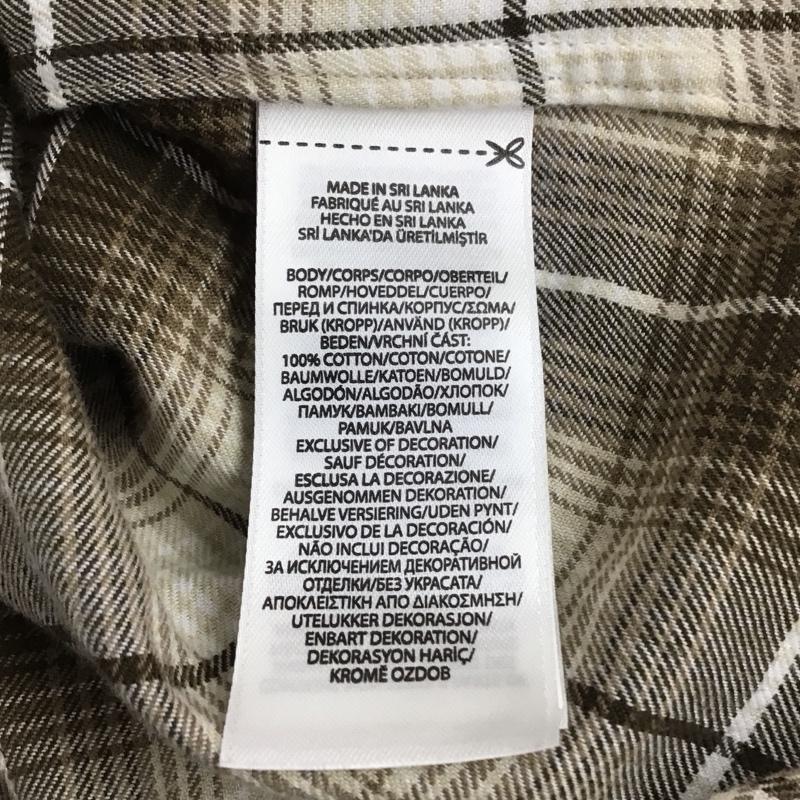 MADE IN SRI LANKA
FABRIQUÉ AU SRI LANKA
HECHO EN SRI LANKA
SRİ LANKA'DA ÜRETİLMİŞTİR
BODY/CORPS/CORPO/OBERTEIL/
ROMP/HOVEDDEL/CUERPO/
ПЕРЕД И СПИНКА/КОРПУС/ΣΩΜΑ/
BRUK (KROPP)/ANVÄND (KROPP)/
BEDEN/VRCHNÍ ČÁST:
100% COTTON/COTON/COTONE/
BAUMWOLLE/KATOEN/BOMULD/
ALGODÓN/ALGODÃO/ХЛОПОК/
ПАМУК/ΒΑΜΒΑΚΙ/BOMULL/
PAMUK/BAVLNA
EXCLUSIVE OF DECORATION/
SAUF DÉCORATION/
ESCLUSA LA DECORAZIONE/
AUSGENOMMEN DEKORATION/
BEHALVE VERSIERING/UDEN PYNT/
EXCLUSIVO DE LA DECORACIÓN/
NÃO INCLUI DECORAÇÃO/
ЗА ИСКЛЮЧЕНИЕМ ДЕКОРАТИВНОЙ
ОТДЕЛКИ/БЕЗ УКРАСАТА/
ΑΠΟΚΛΕΙΣΤΙΚΗ ΑΠΟ ΔΙΑΚΟΣΜΗΣΗ/
UTELUKKER DEKORASJON/
ENBART DEKORATION/
DEKORASYON HARİÇ/
KROMĚ OZDOB